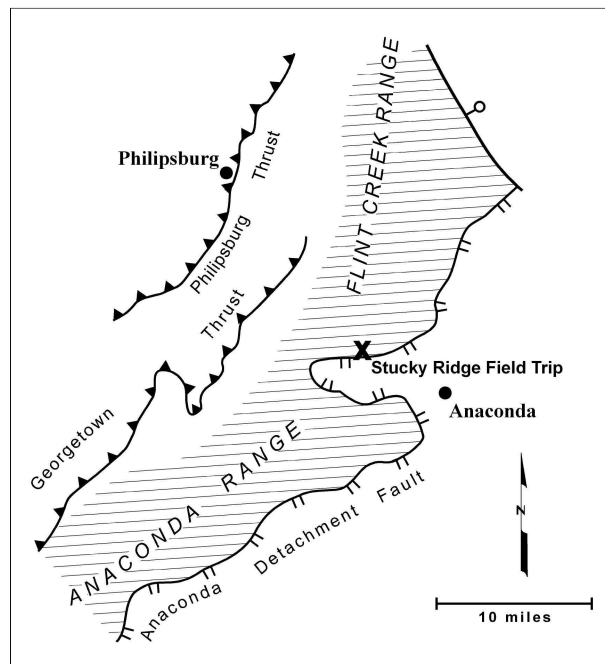 FLINT CREEK RANGE
Philipsburg
Thrust
Philipsburg
Thrust
X
Stucky Ridge Field Trip
Anaconda
Georgetown
ANACONDA RANGE
Anaconda Detachment Fault
N
10 miles